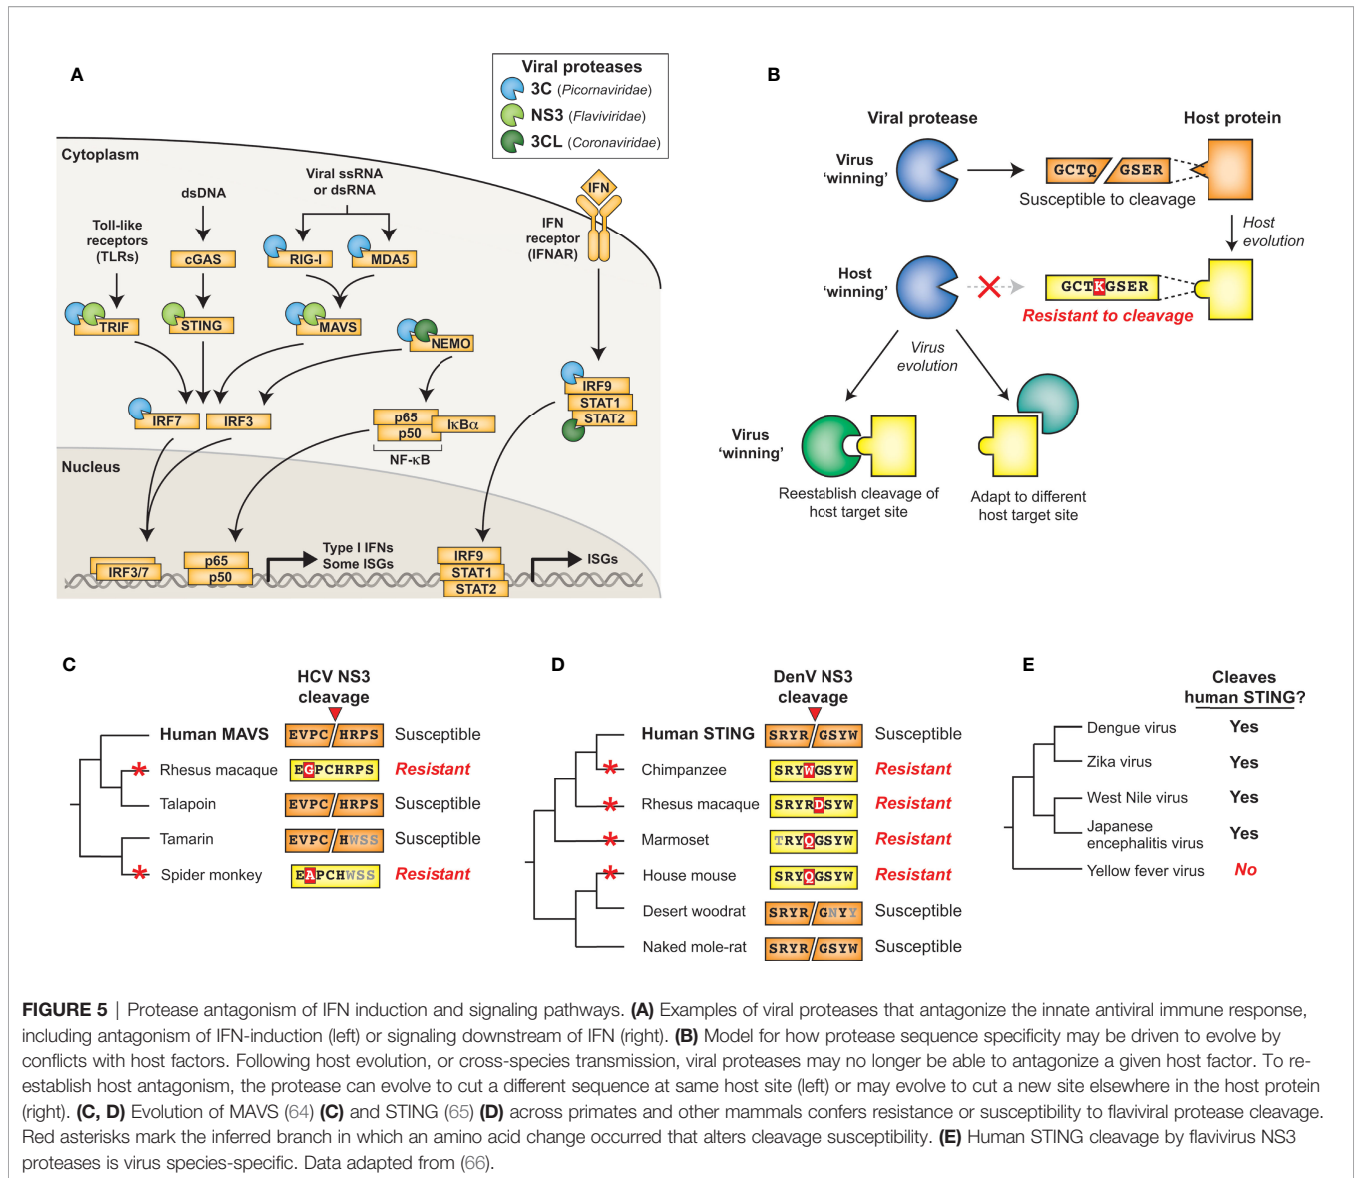 A
Viral proteases
3C (Picornaviridae)
NS3 (Flaviviridae)
3CL (Coronaviridae)
Cytoplasm
Viral ssRNA
or dsRNA
dsDNA
Toll-like
receptors
(TLRs)
IFN
IFN
receptor
(IFNAR)
cGAS
RIG-I
MDA5
TRIF
STING
MAVS
NEMO
IRF9
STAT1
STAT2
IRF7
IRF3
p65
p50
IκBα
NF-κB
Nucleus
IRF3/7
p65
p50
Type I IFNs
Some ISGs
IRF9
STAT1
STAT2
ISGs
B
Viral protease
Host protein
Virus
'winning'
GCTQ GSER
Susceptible to cleavage
Host
evolution
Host
'winning'
GCTKGSER
Resistant to cleavage
Virus
evolution
Virus
'winning'
Reestablish cleavage of
host target site
Adapt to different
host target site
C
HCV NS3
cleavage
Human MAVS EVPC HRPS Susceptible
* Rhesus macaque EGPCHRPS Resistant
Talapoin EVPC HRPS Susceptible
Tamarin EVPC HWSS Susceptible
* Spider monkey EAPCHWSS Resistant
D
DenV NS3
cleavage
Human STING SRYR GSYW Susceptible
* Chimpanzee SRYWGSYW Resistant
* Rhesus macaque SRYRDSYW Resistant
* Marmoset TRYQGSYW Resistant
* House mouse SRYQGSYW Resistant
Desert woodrat SRYR GNYY Susceptible
Naked mole-rat SRYR GSYW Susceptible
E
Cleaves
human STING?
Dengue virus Yes
Zika virus Yes
West Nile virus Yes
Japanese
encephalitis virus Yes
Yellow fever virus No
FIGURE 5 | Protease antagonism of IFN induction and signaling pathways. (A) Examples of viral proteases that antagonize the innate antiviral immune response,
including antagonism of IFN-induction (left) or signaling downstream of IFN (right). (B) Model for how protease sequence specificity may be driven to evolve by
conflicts with host factors. Following host evolution, or cross-species transmission, viral proteases may no longer be able to antagonize a given host factor. To re-
establish host antagonism, the protease can evolve to cut a different sequence at same host site (left) or may evolve to cut a new site elsewhere in the host protein
(right). (C, D) Evolution of MAVS (64) (C) and STING (65) (D) across primates and other mammals confers resistance or susceptibility to flaviviral protease cleavage.
Red asterisks mark the inferred branch in which an amino acid change occurred that alters cleavage susceptibility. (E) Human STING cleavage by flavivirus NS3
proteases is virus species-specific. Data adapted from (66).